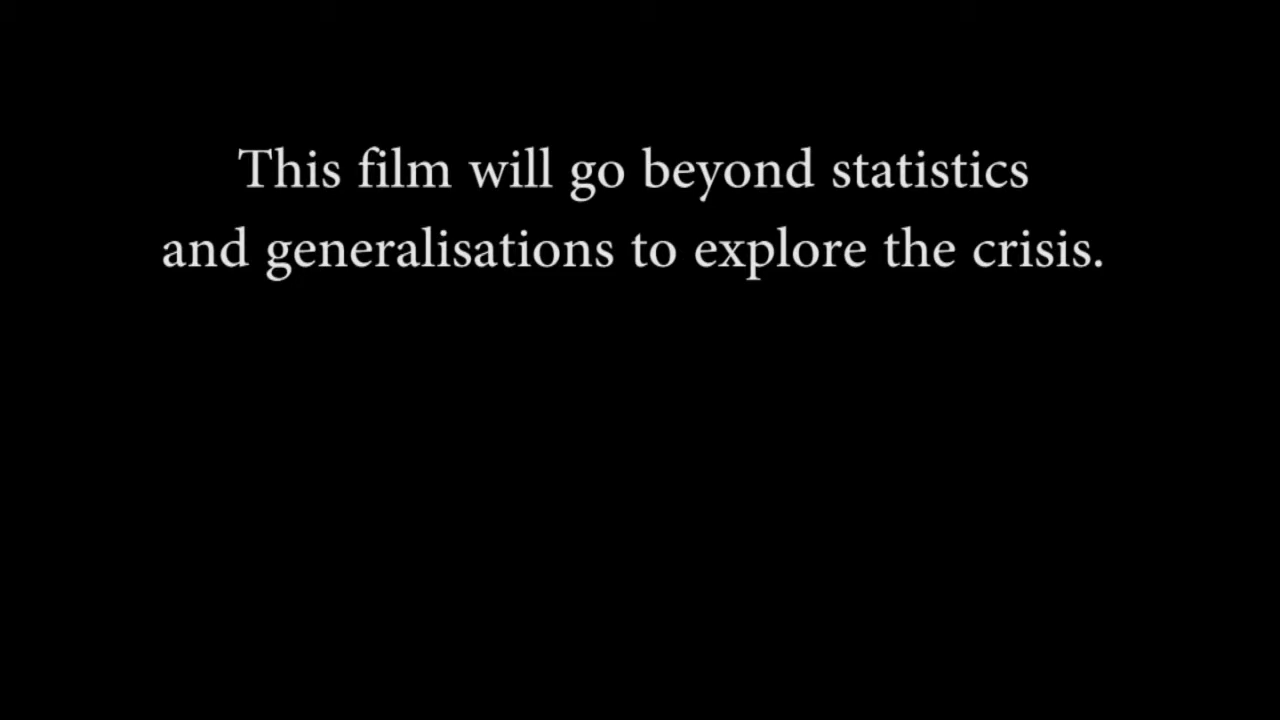 This film will go beyond statistics
and generalisations to explore the crisis.